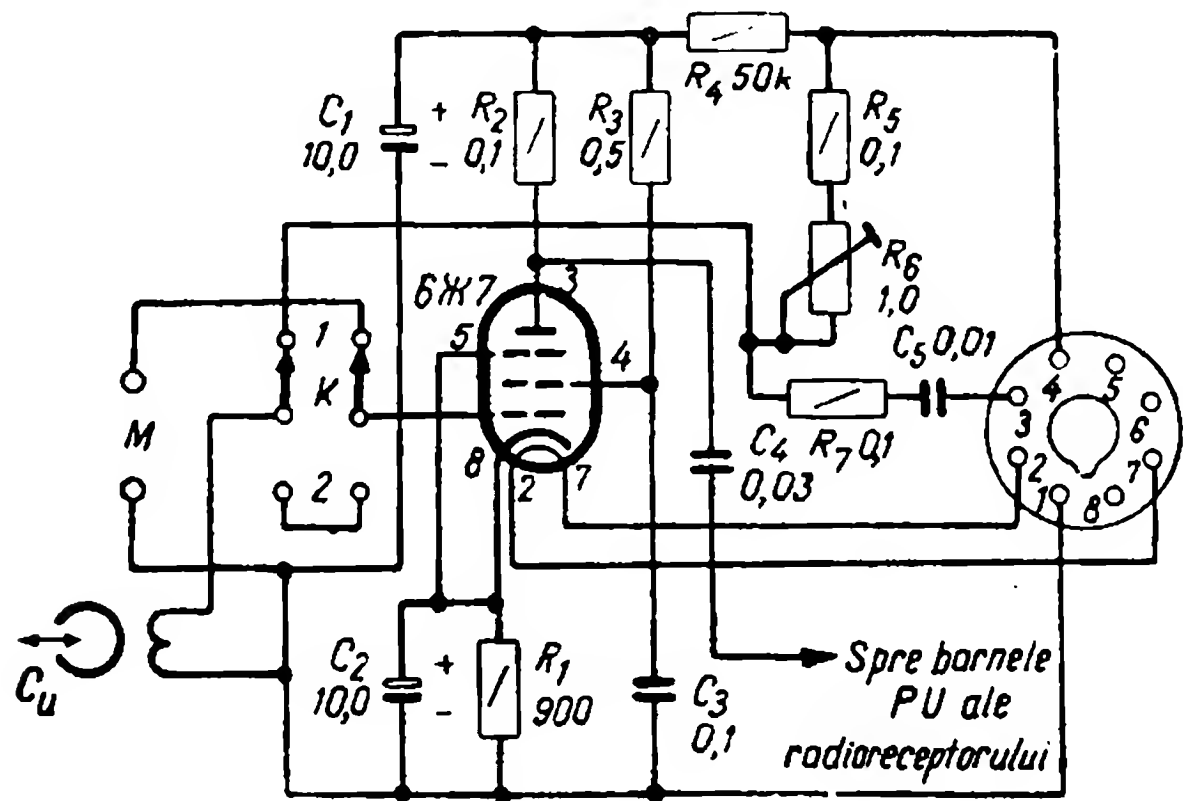 R4 50k
C1
10,0
+
-
R2
0,1
R3
0,5
R5
0,1
R6
1,0
6Ж7
3
5
4
8
2
7
1
K
2
M
C5 0,01
R7 0,1
C4
0,03
4
5
3
6
2
7
1
8
Cu
C2
10,0
+
-
R1
900
C3
0,1
Spre bornele
PU ale
radioreceptorului